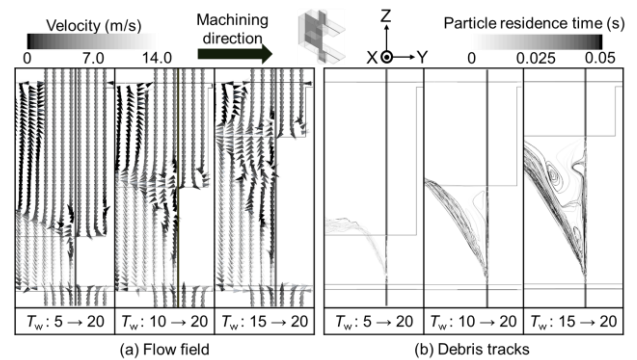 Velocity (m/s)
0 7.0 14.0
Machining
direction
Z
X Y
Particle residence time (s)
0 0.025 0.05
Tw : 5 → 20
Tw : 10 → 20
Tw : 15 → 20
Tw : 5 → 20
Tw : 10 → 20
Tw : 15 → 20
(a) Flow field
(b) Debris tracks